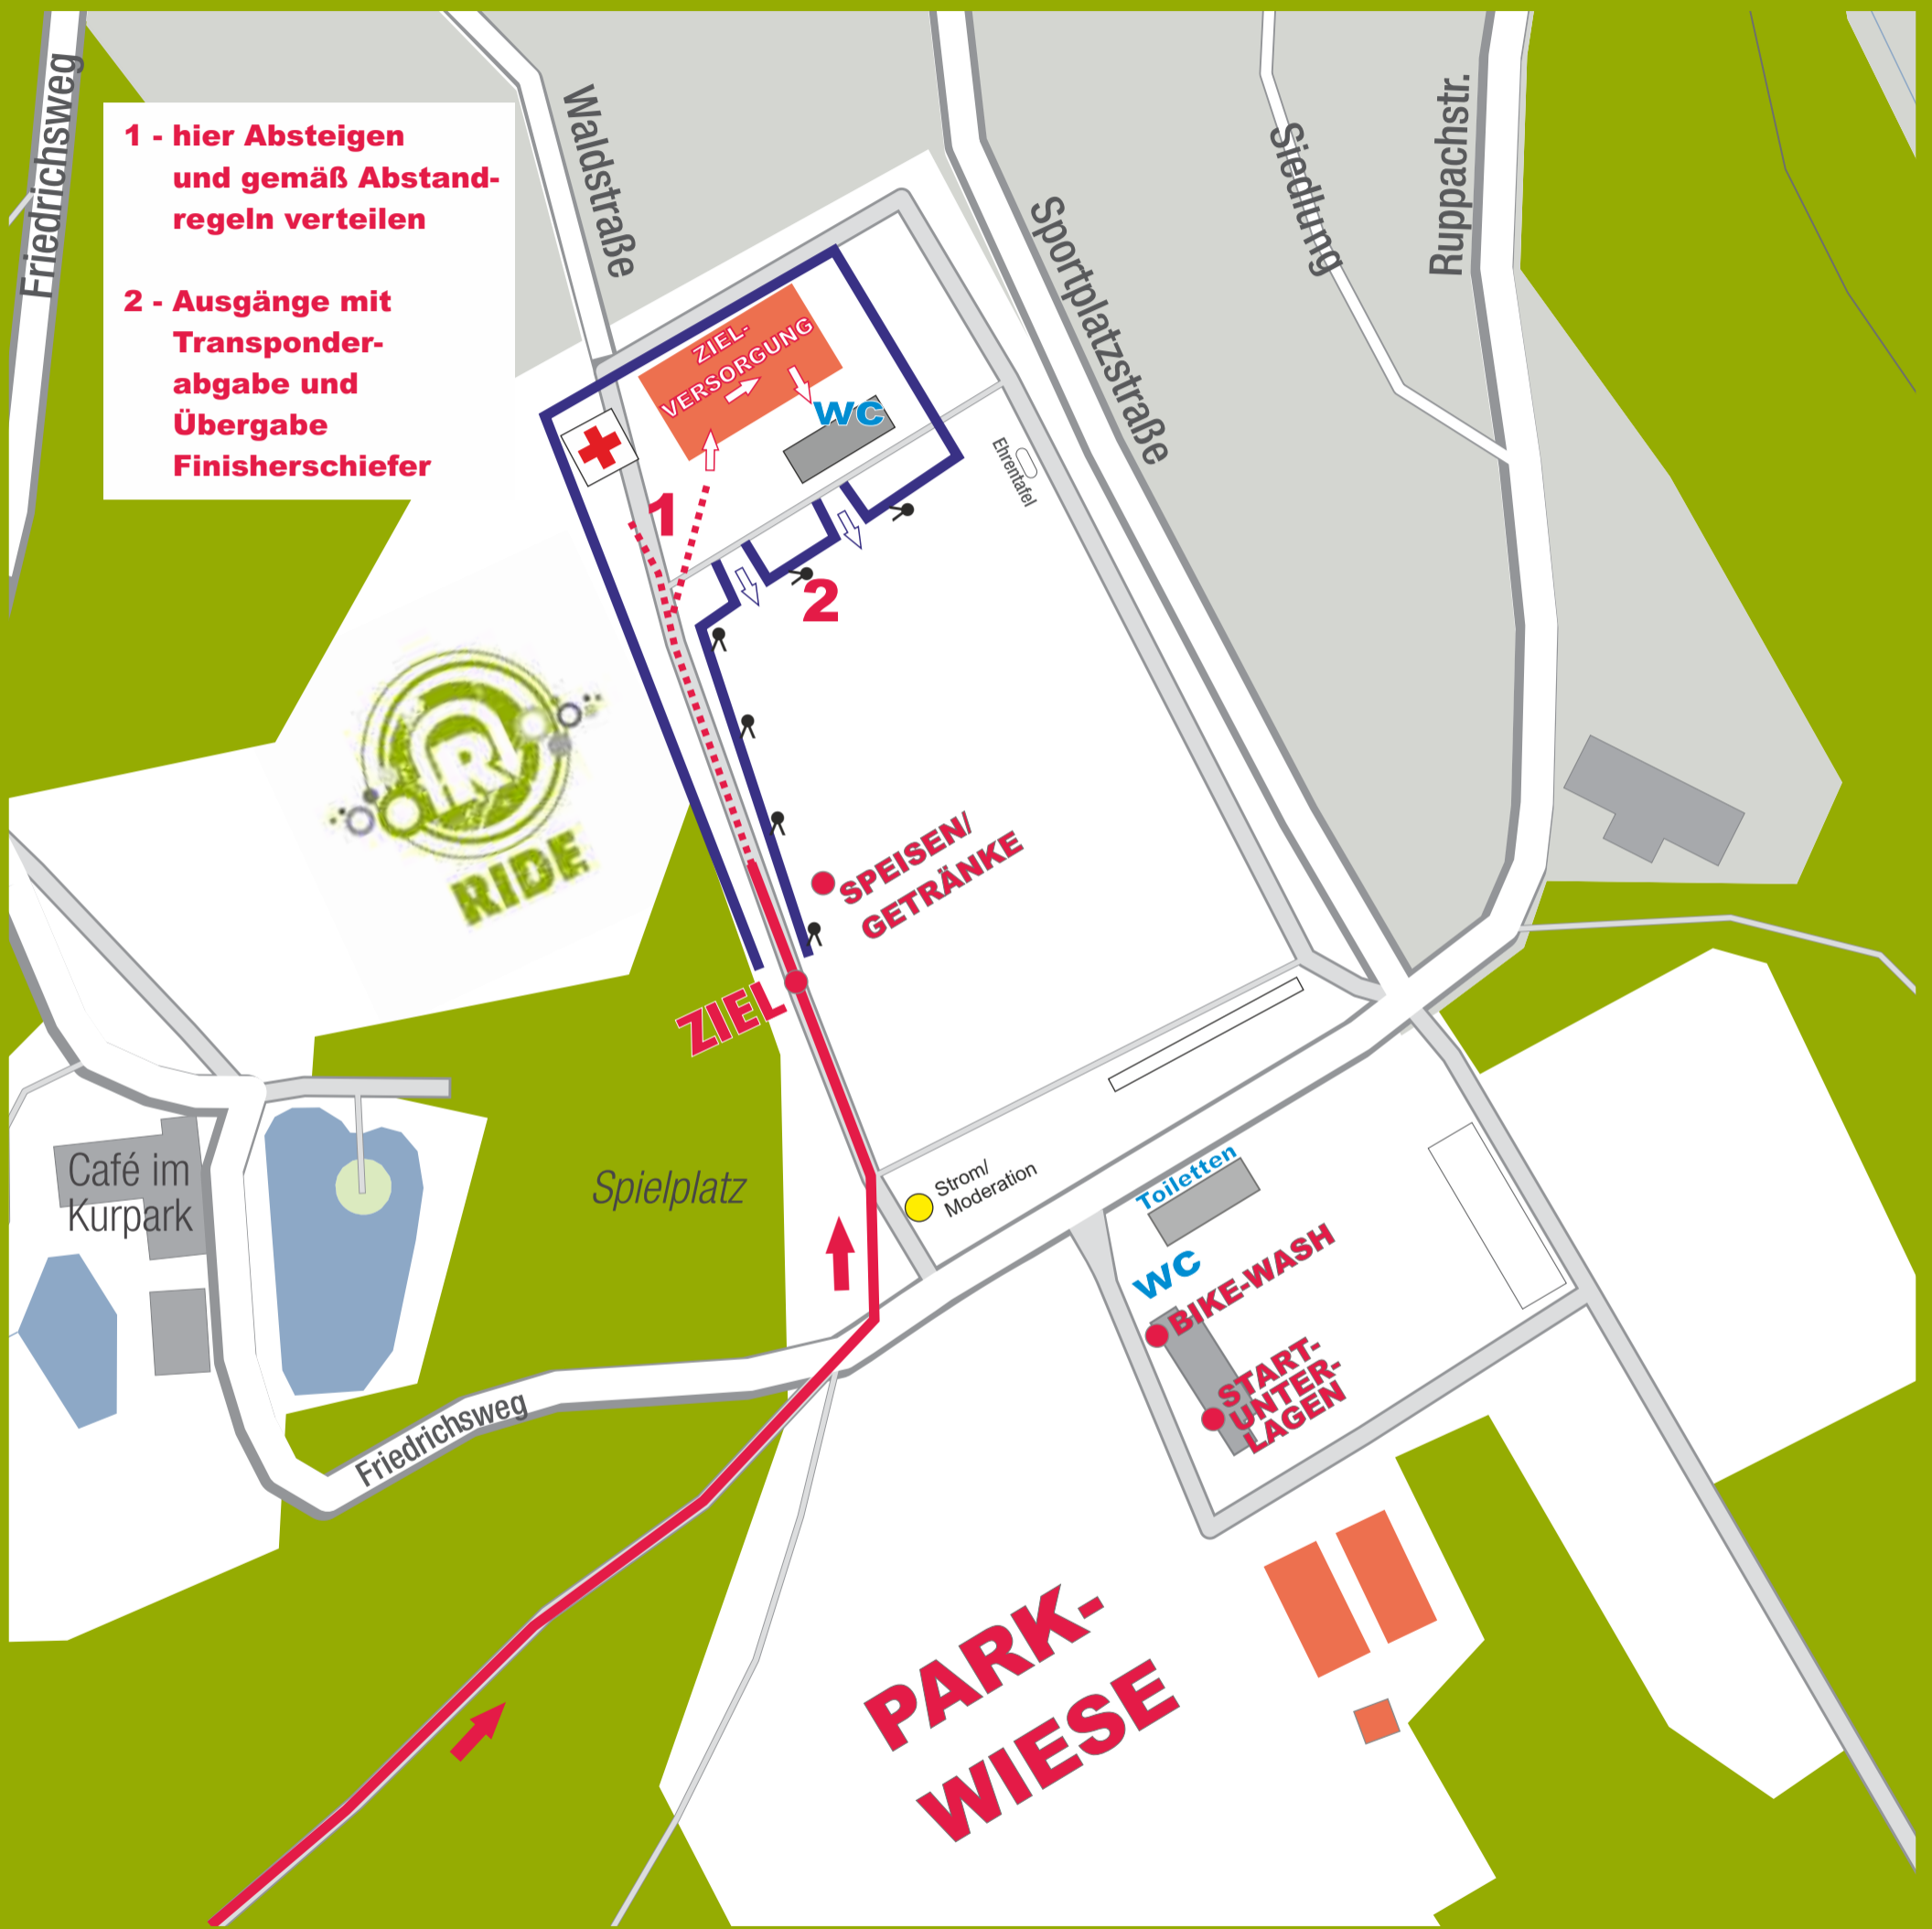 Friedrichsweg
1 - hier Absteigen
und gemäß Abstand-
regeln verteilen
2 - Ausgänge mit
Transponder-
abgabe und
Übergabe
Finisherschiefer
Waldstraße
Sportplatzstraße
Siedlung
Ruppachstr.
ZIEL-
VERSORGUNG
WC
Ehrentafel
1
2
R
RIDE
SPEISEN/
GETRÄNKE
ZIEL
Café im
Kurpark
Spielplatz
Strom/
Moderation
Toiletten
WC
BIKE-WASH
START-
UNTER-
LAGEN
Friedrichsweg
PARK-
WIESE